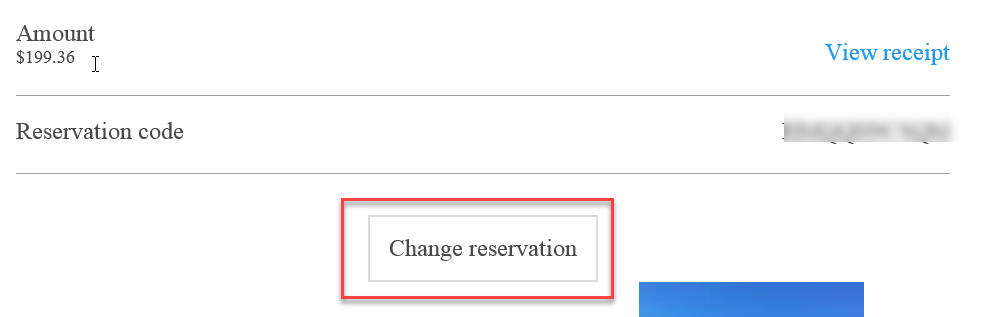 Amount
$199.36
View receipt
Reservation code
Change reservation